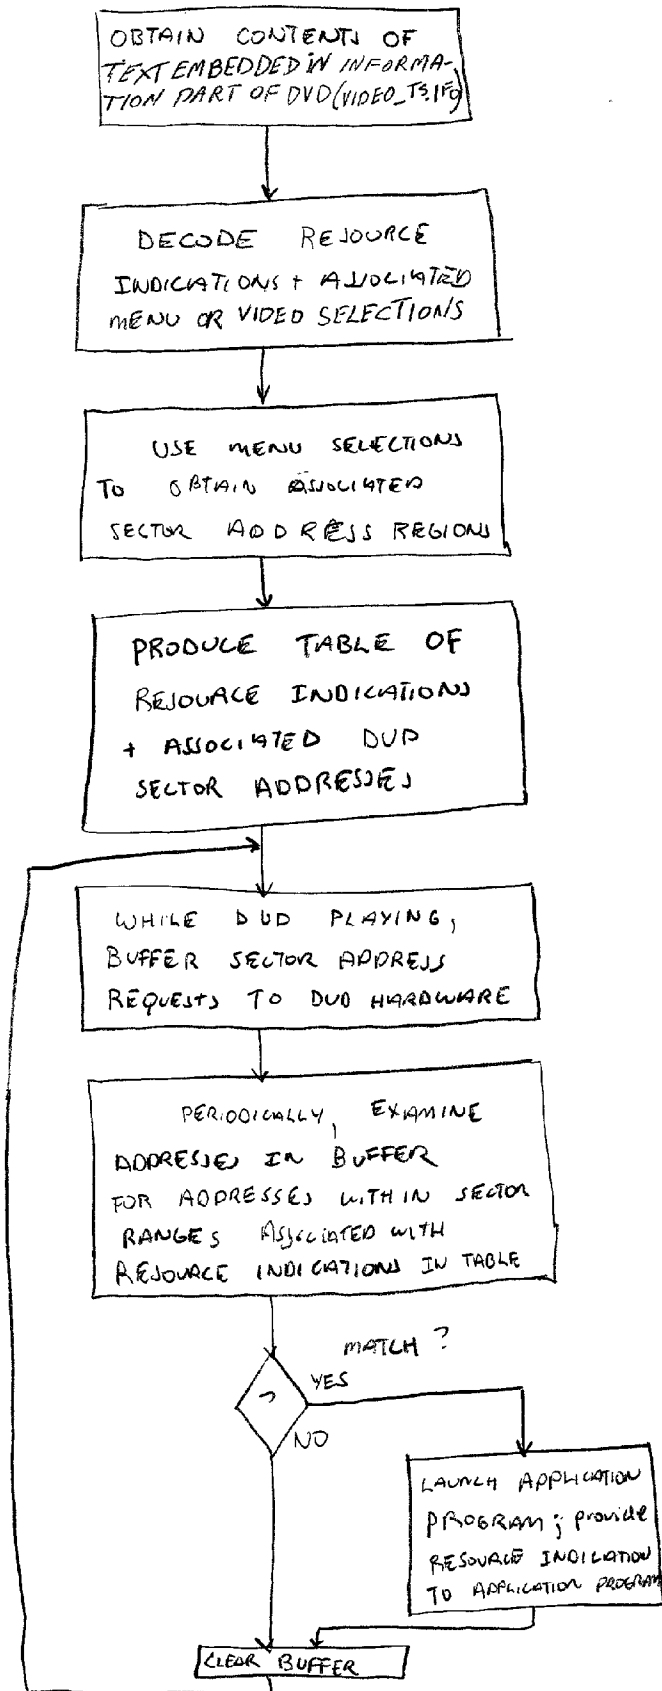 OBTAIN CONTENTS OF
TEXT EMBEDDED IN INFORMA-
TION PART OF DVD (VIDEO_TS.IFO)
DECODE RESOURCE
INDICATIONS + ASSOCIATED
MENU OR VIDEO SELECTIONS
USE MENU SELECTIONS
TO OBTAIN ASSOCIATED
SECTOR ADDRESS REGIONS
PRODUCE TABLE OF
RESOURCE INDICATIONS
+ ASSOCIATED DVD
SECTOR ADDRESSES
WHILE DVD PLAYING,
BUFFER SECTOR ADDRESS
REQUESTS TO DVD HARDWARE
PERIODICALLY, EXAMINE
ADDRESSES IN BUFFER
FOR ADDRESSES WITHIN SECTOR
RANGES ASSOCIATED WITH
RESOURCE INDICATIONS IN TABLE
MATCH ?
?
YES
NO
LAUNCH APPLICATION
PROGRAM; provide
RESOURCE INDICATION
TO APPLICATION PROGRAM
CLEAR BUFFER